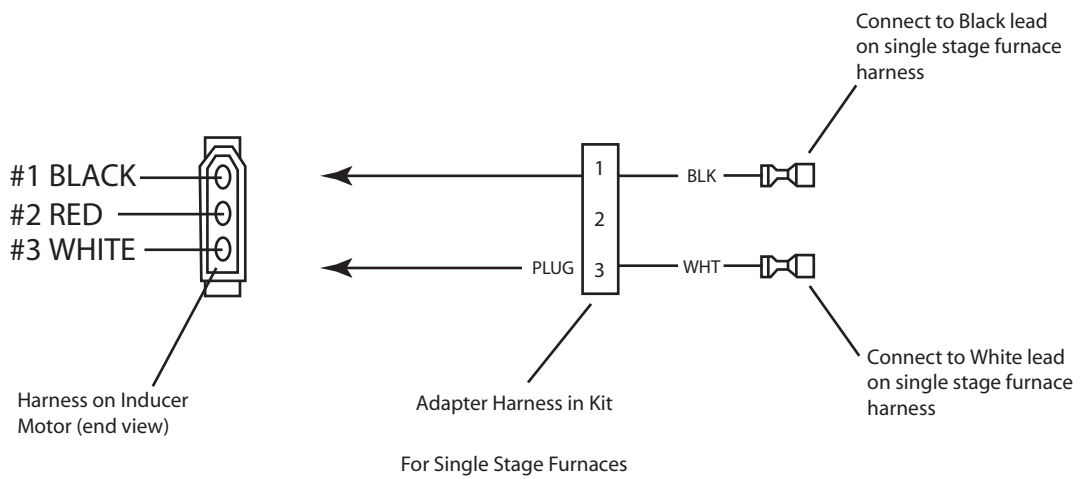 Connect to Black lead
on single stage furnace
harness
#1 BLACK
#2 RED
#3 WHITE
1
BLK
2
PLUG
3
WHT
Harness on Inducer
Motor (end view)
Adapter Harness in Kit
Connect to White lead
on single stage furnace
harness
For Single Stage Furnaces